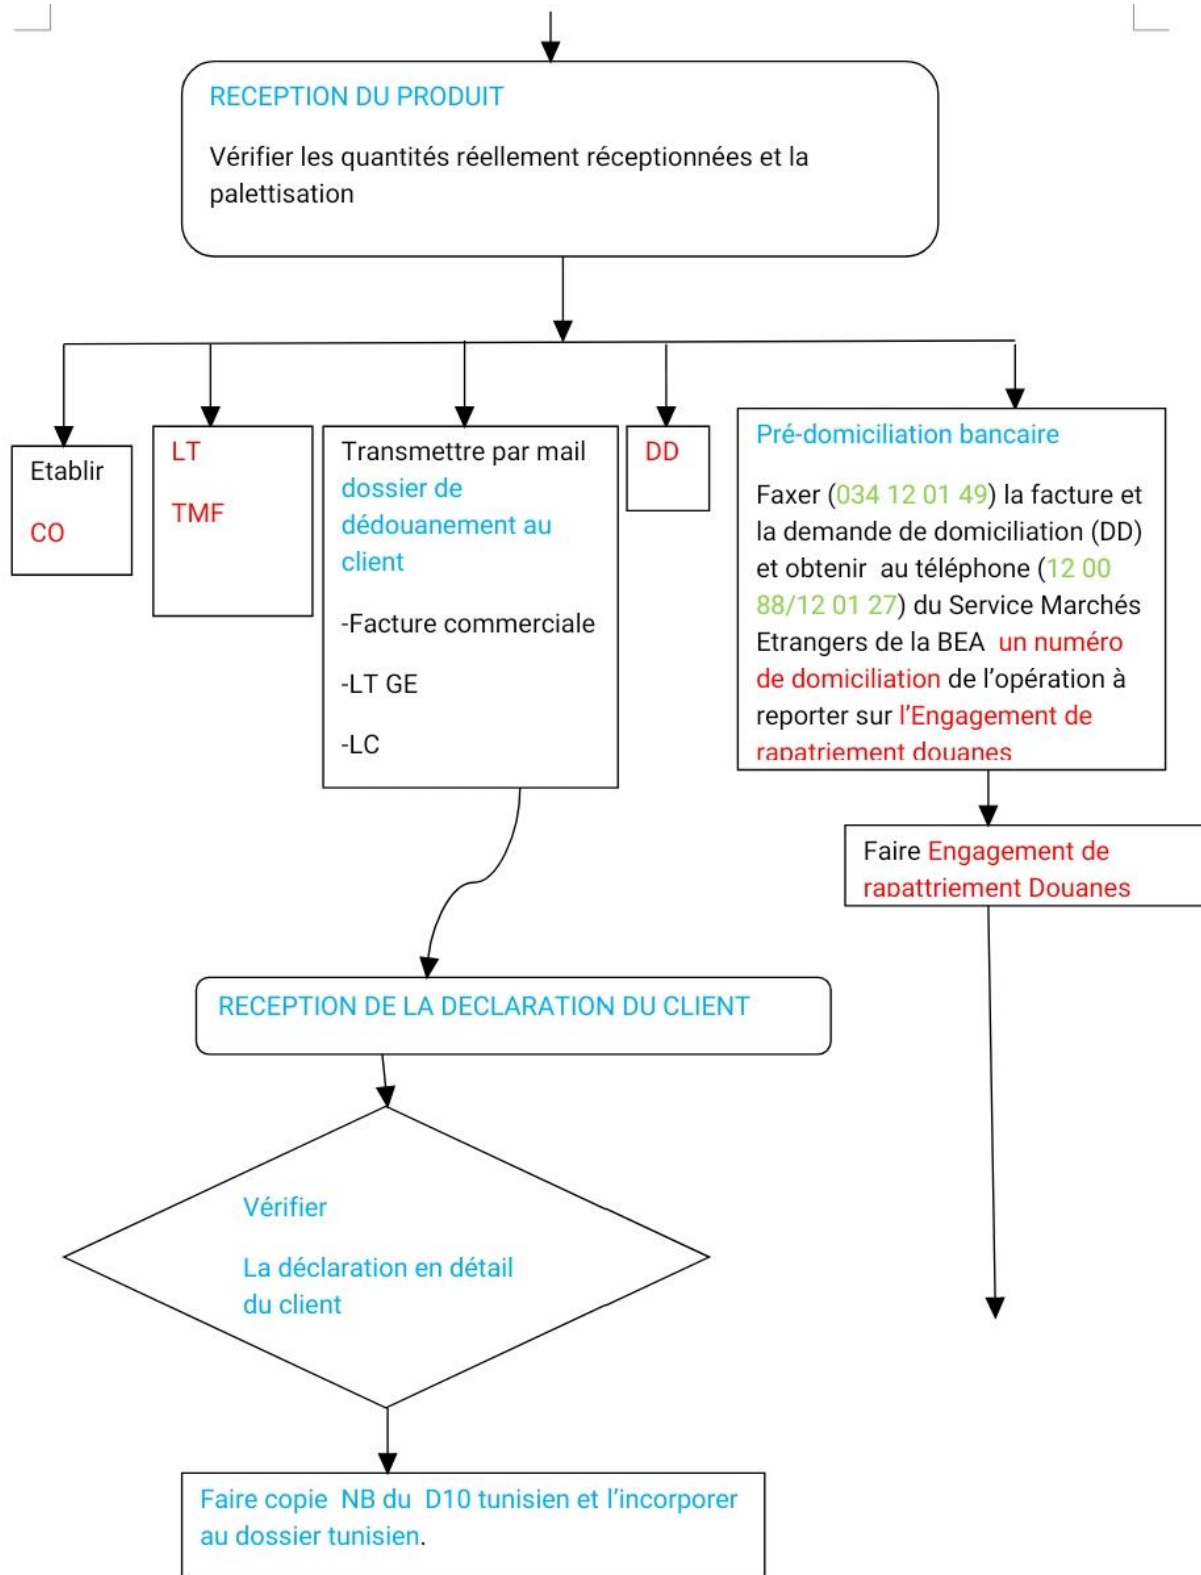 RECEPTION DU PRODUIT
Vérifier les quantités réellement réceptionnées et la
palettisation
Etablir
CO
LT
TMF
Transmettre par mail
dossier de
dédouanement au
client
-Facture commerciale
-LT GE
-LC
DD
Pré-domiciliation bancaire
Faxer (034 12 01 49) la facture et
la demande de domiciliation (DD)
et obtenir au téléphone (12 00
88/12 01 27) du Service Marchés
Etrangers de la BEA un numéro
de domiciliation de l'opération à
reporter sur l'Engagement de
rapatriement douanes
Faire Engagement de
rapattriement Douanes
RECEPTION DE LA DECLARATION DU CLIENT
Vérifier
La déclaration en détail
du client
Faire copie NB du D10 tunisien et l'incorporer
au dossier tunisien.